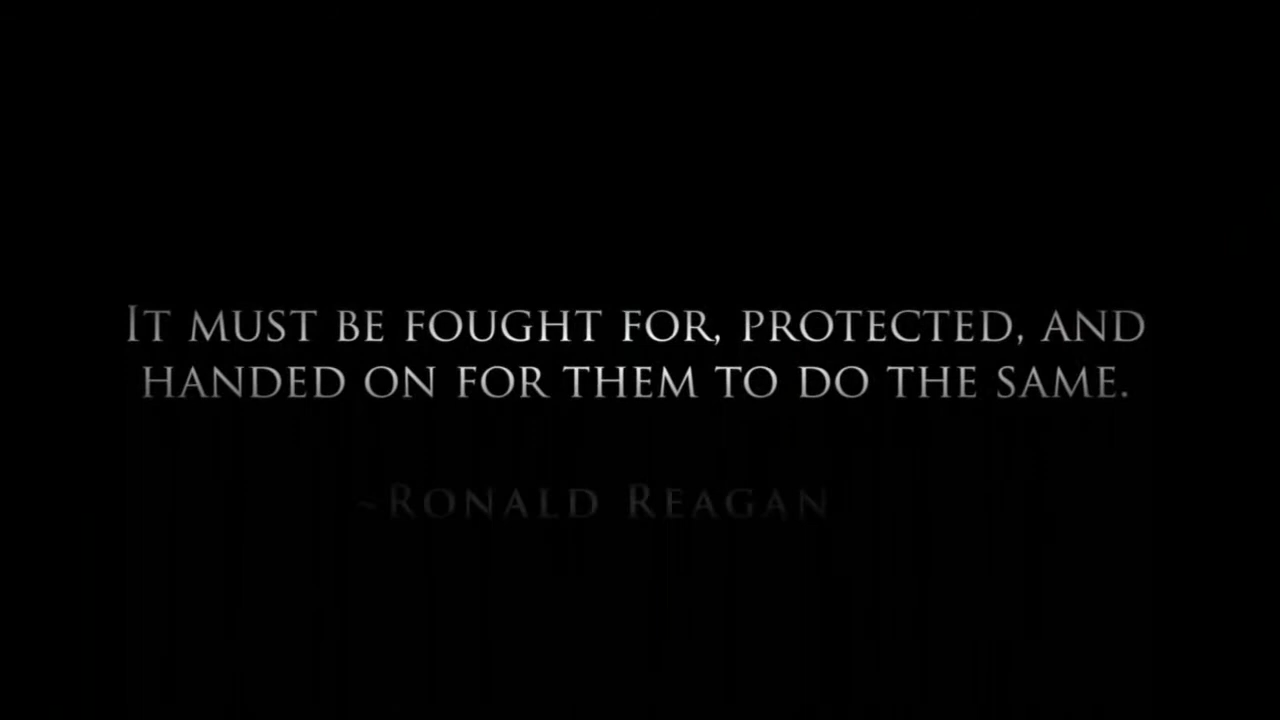 It must be fought for, protected, and
handed on for them to do the same.
~Ronald Reagan